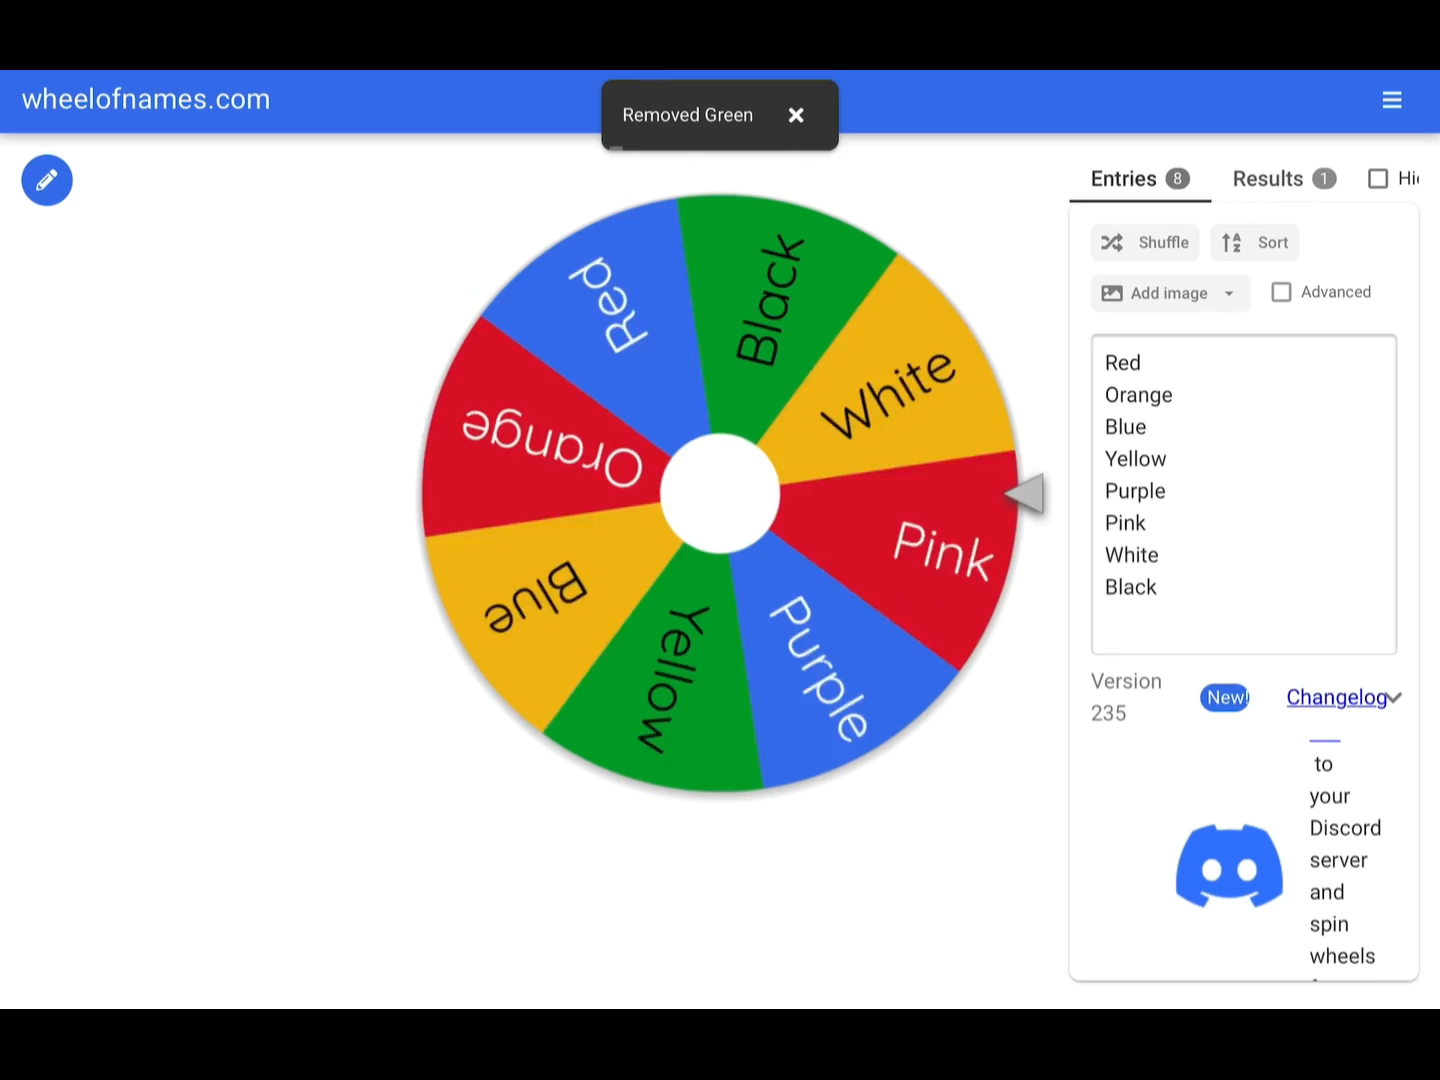 wheelofnames.com
Removed Green
Entries 8 Results 1
Shuffle Sort
Add image Advanced
Red
Orange
Blue
Yellow
Purple
Pink
White
Black
Version
235
New!
Changelog
to
your
Discord
server
and
spin
wheels
Black
White
Pink
Purple
Yellow
Blue
Orange
Red